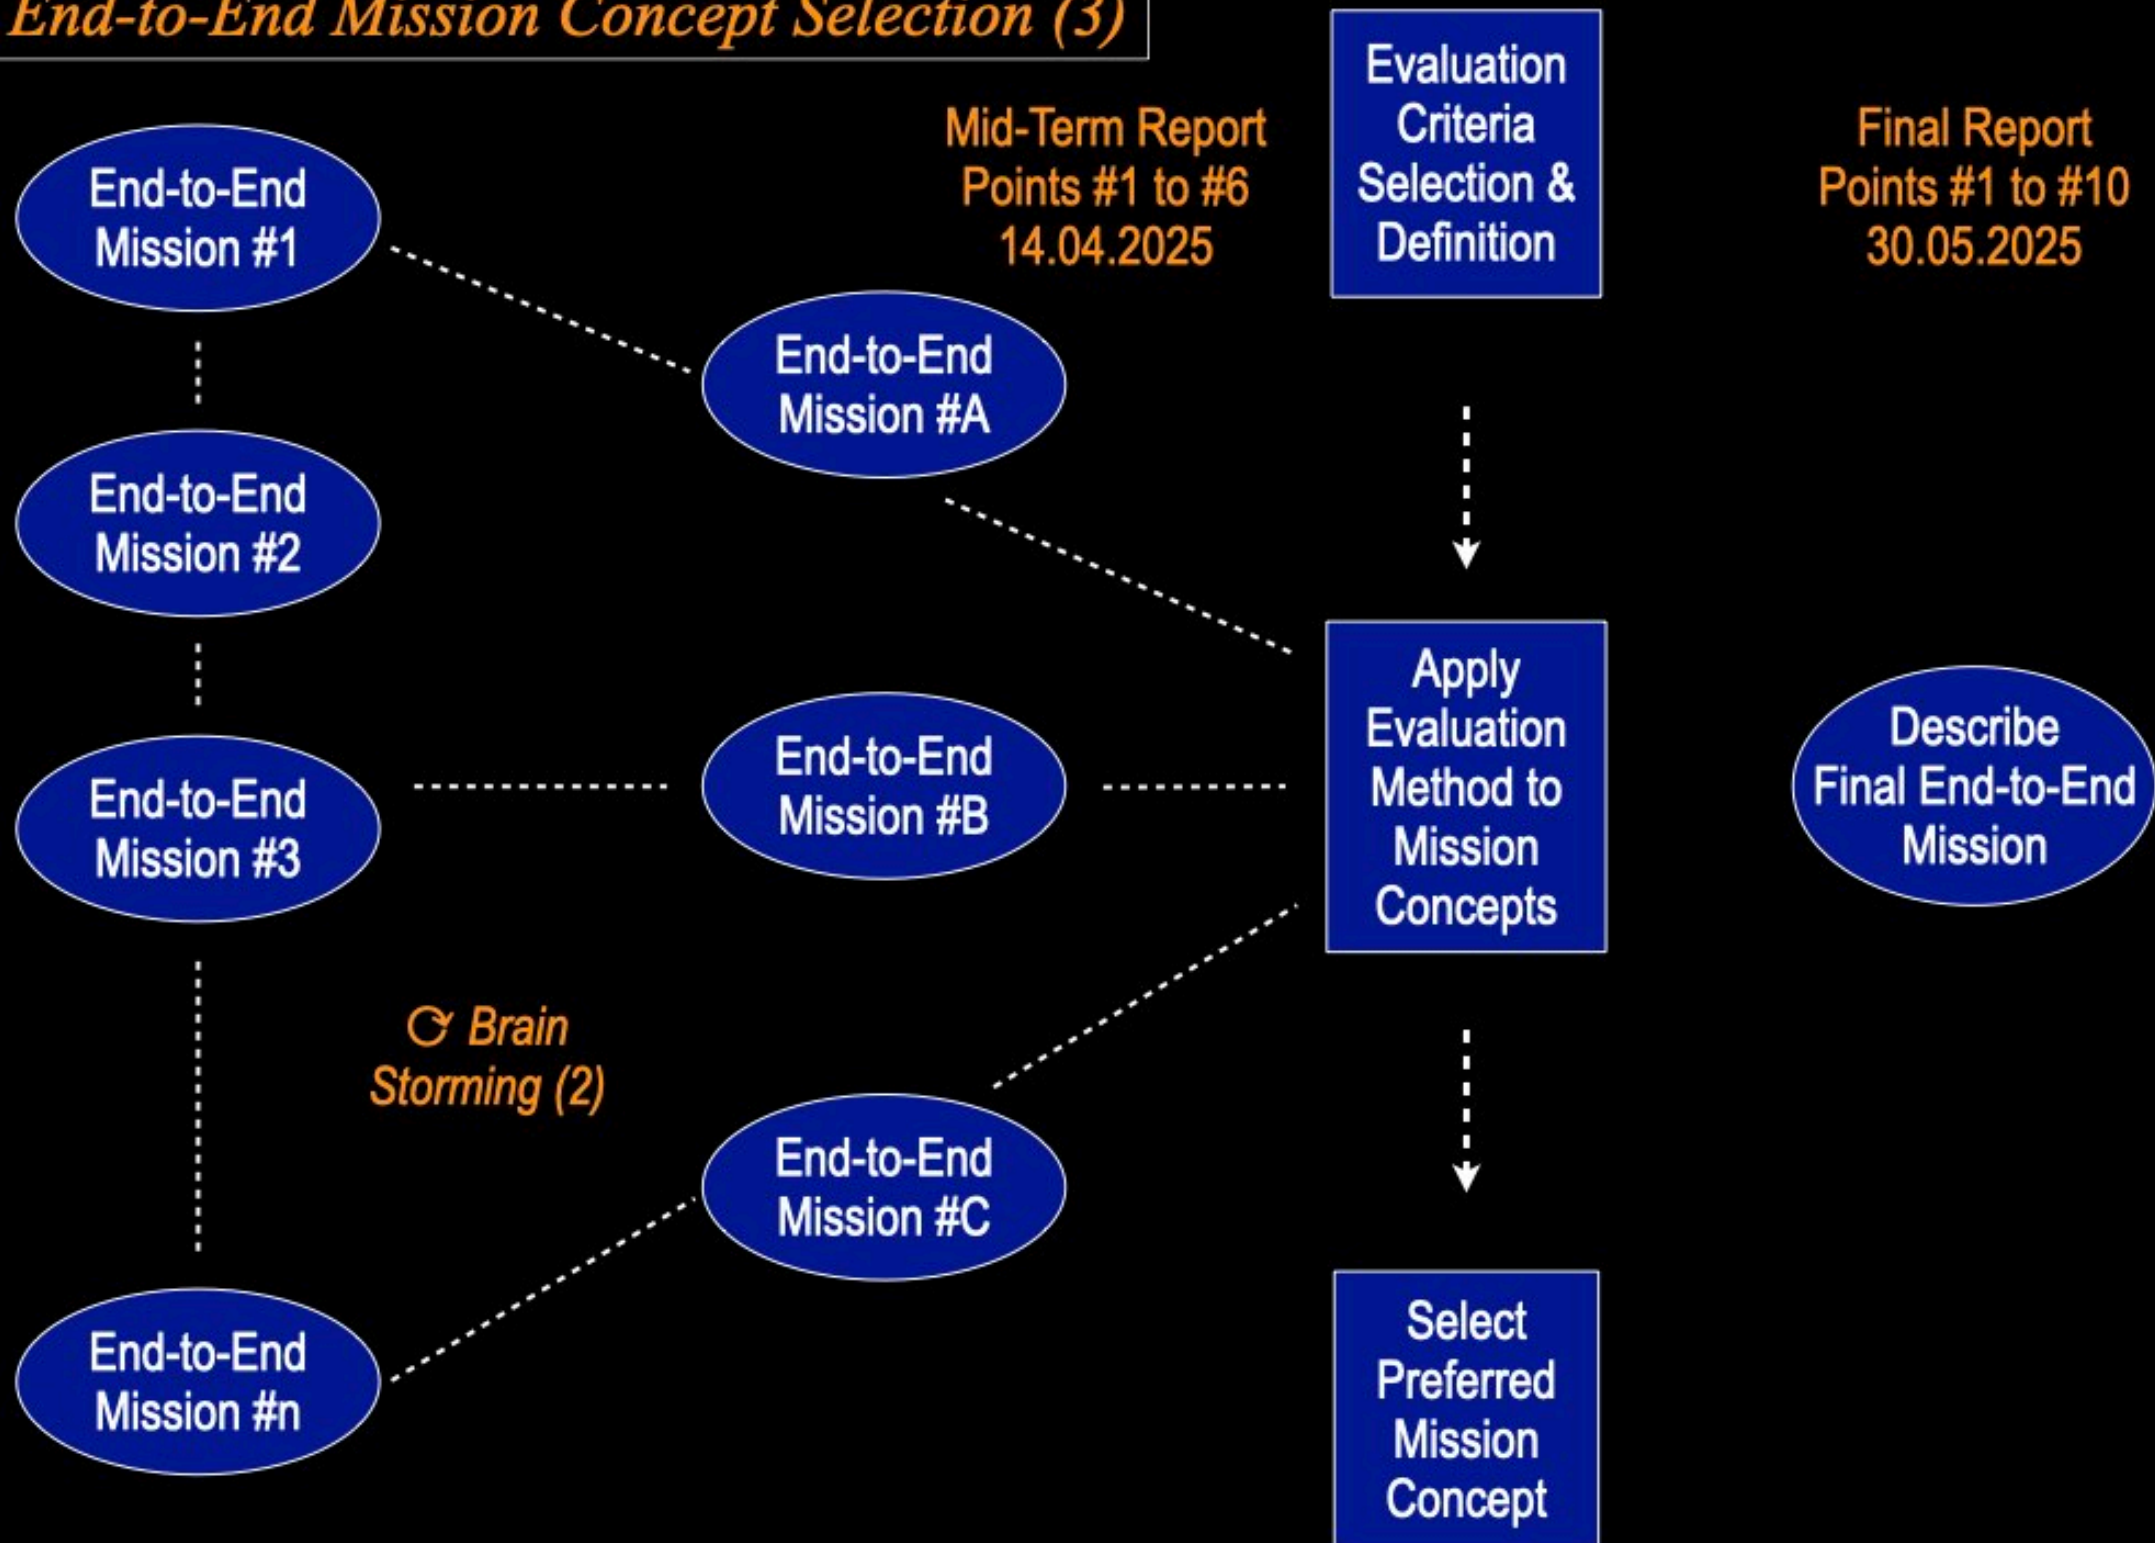 End-to-End Mission Concept Selection (3)
End-to-End
Mission #1
End-to-End
Mission #2
End-to-End
Mission #3
End-to-End
Mission #n
⟳ Brain
Storming (2)
End-to-End
Mission #A
End-to-End
Mission #B
End-to-End
Mission #C
Mid-Term Report
Points #1 to #6
14.04.2025
Evaluation
Criteria
Selection &
Definition
Apply
Evaluation
Method to
Mission
Concepts
Select
Preferred
Mission
Concept
Final Report
Points #1 to #10
30.05.2025
Describe
Final End-to-End
Mission